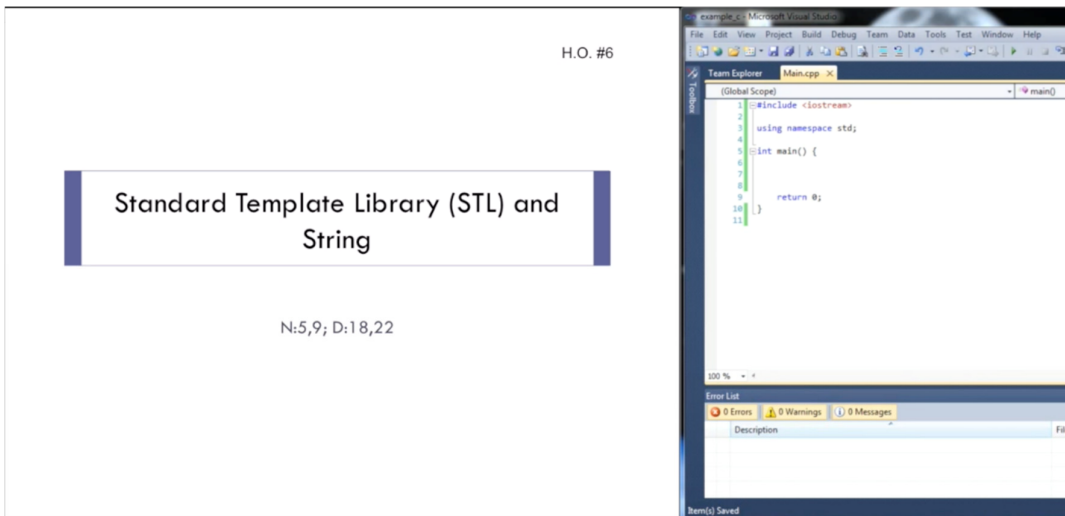 H.O. #6
Standard Template Library (STL) and
String
N:5,9; D:18,22
example_c - Microsoft Visual Studio
File Edit View Project Build Debug Team Data Tools Test Window Help
Toolbox
Team Explorer Main.cpp
(Global Scope) main()
1 #include <iostream>
2
3 using namespace std;
4
5 int main() {
6
7
8
9 return 0;
10 }
11
100 %
Error List
0 Errors 0 Warnings 0 Messages
Description Fil
Item(s) Saved